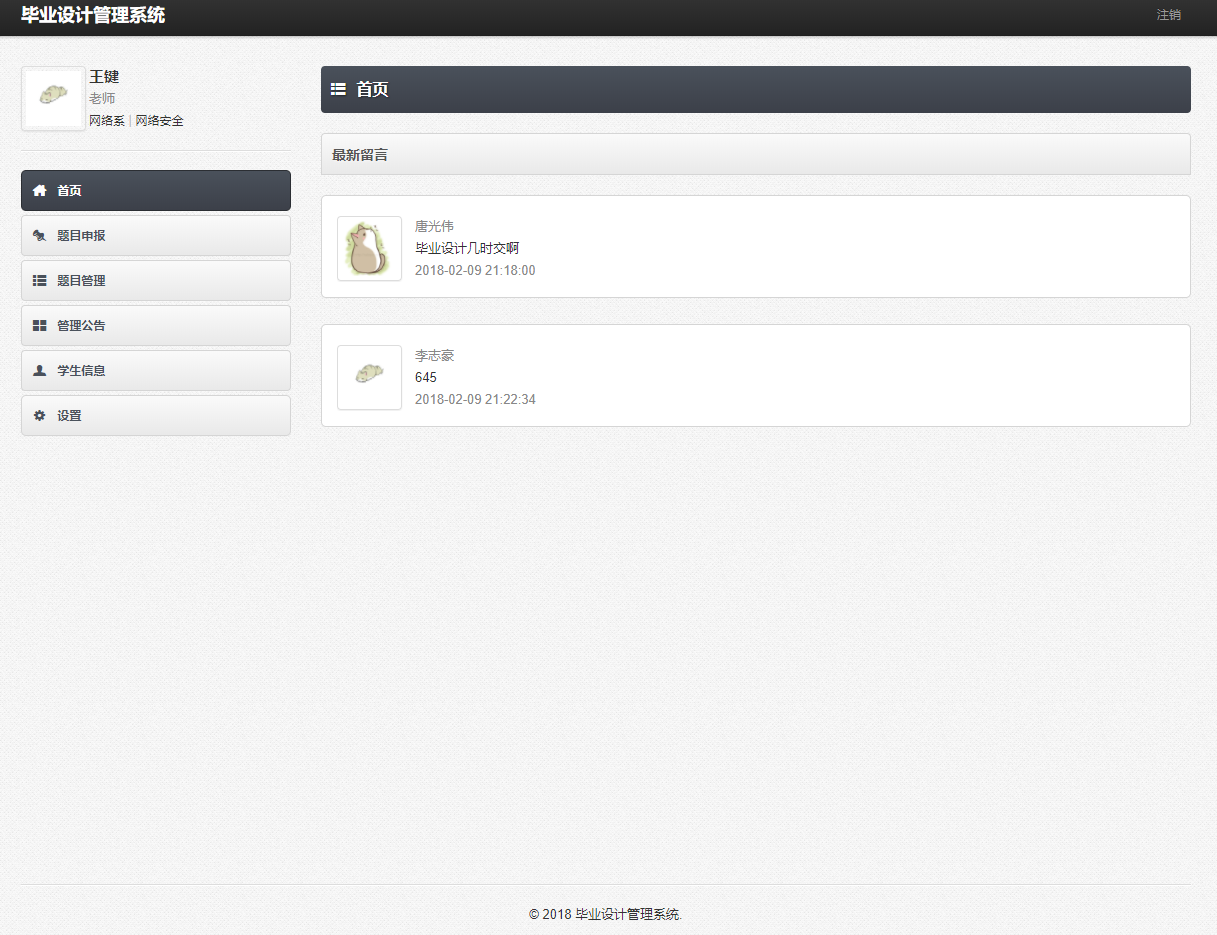 毕业设计管理系统
注销
王键
老师
网络系 | 网络安全
首页
题目申报
题目管理
管理公告
学生信息
设置
首页
最新留言
唐光伟
毕业设计几时交啊
2018-02-09 21:18:00
李志豪
645
2018-02-09 21:22:34
© 2018 毕业设计管理系统.